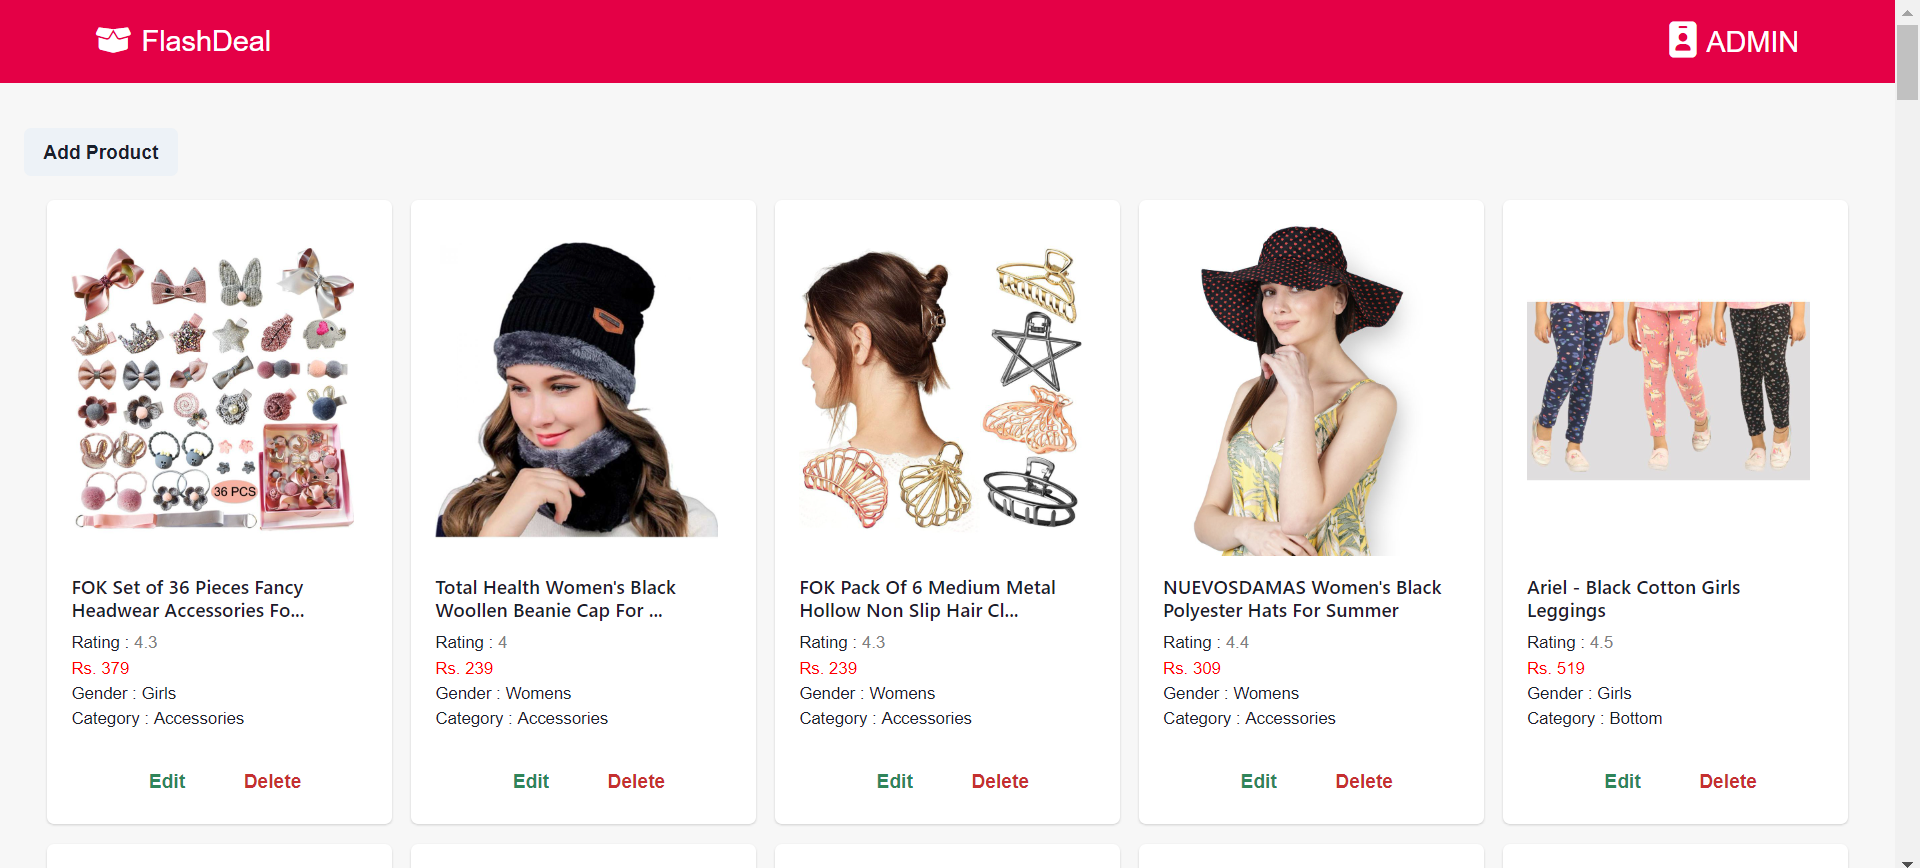 FlashDeal
ADMIN
Add Product
36 PCS
FOK Set of 36 Pieces Fancy
Headwear Accessories Fo...
Rating : 4.3
Rs. 379
Gender : Girls
Category : Accessories
Edit
Delete
Total Health Women's Black
Woollen Beanie Cap For ...
Rating : 4
Rs. 239
Gender : Womens
Category : Accessories
Edit
Delete
FOK Pack Of 6 Medium Metal
Hollow Non Slip Hair Cl...
Rating : 4.3
Rs. 239
Gender : Womens
Category : Accessories
Edit
Delete
NUEVOSDAMAS Women's Black
Polyester Hats For Summer
Rating : 4.4
Rs. 309
Gender : Womens
Category : Accessories
Edit
Delete
Ariel - Black Cotton Girls
Leggings
Rating : 4.5
Rs. 519
Gender : Girls
Category : Bottom
Edit
Delete